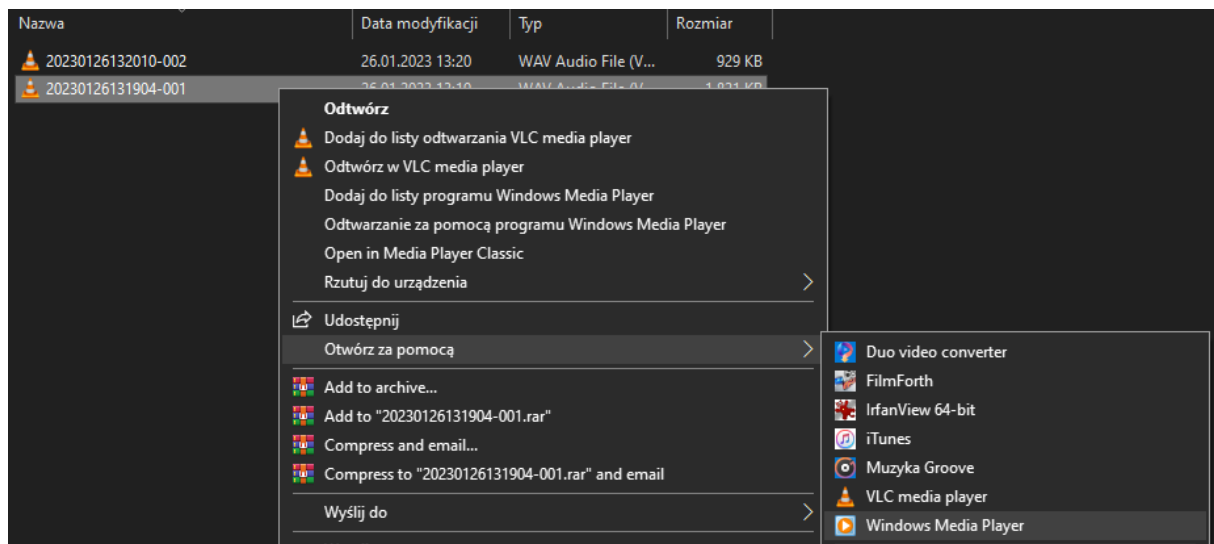 Nazwa Data modyfikacji Typ Rozmiar
20230126132010-002 26.01.2023 13:20 WAV Audio File (V... 929 KB
20230126131904-001
Odtwórz
Dodaj do listy odtwarzania VLC media player
Odtwórz w VLC media player
Dodaj do listy programu Windows Media Player
Odtwarzanie za pomocą programu Windows Media Player
Open in Media Player Classic
Rzutuj do urządzenia
Udostępnij
Otwórz za pomocą
Add to archive...
Add to "20230126131904-001.rar"
Compress and email...
Compress to "20230126131904-001.rar" and email
Wyślij do
Duo video converter
FilmForth
IrfanView 64-bit
iTunes
Muzyka Groove
VLC media player
Windows Media Player